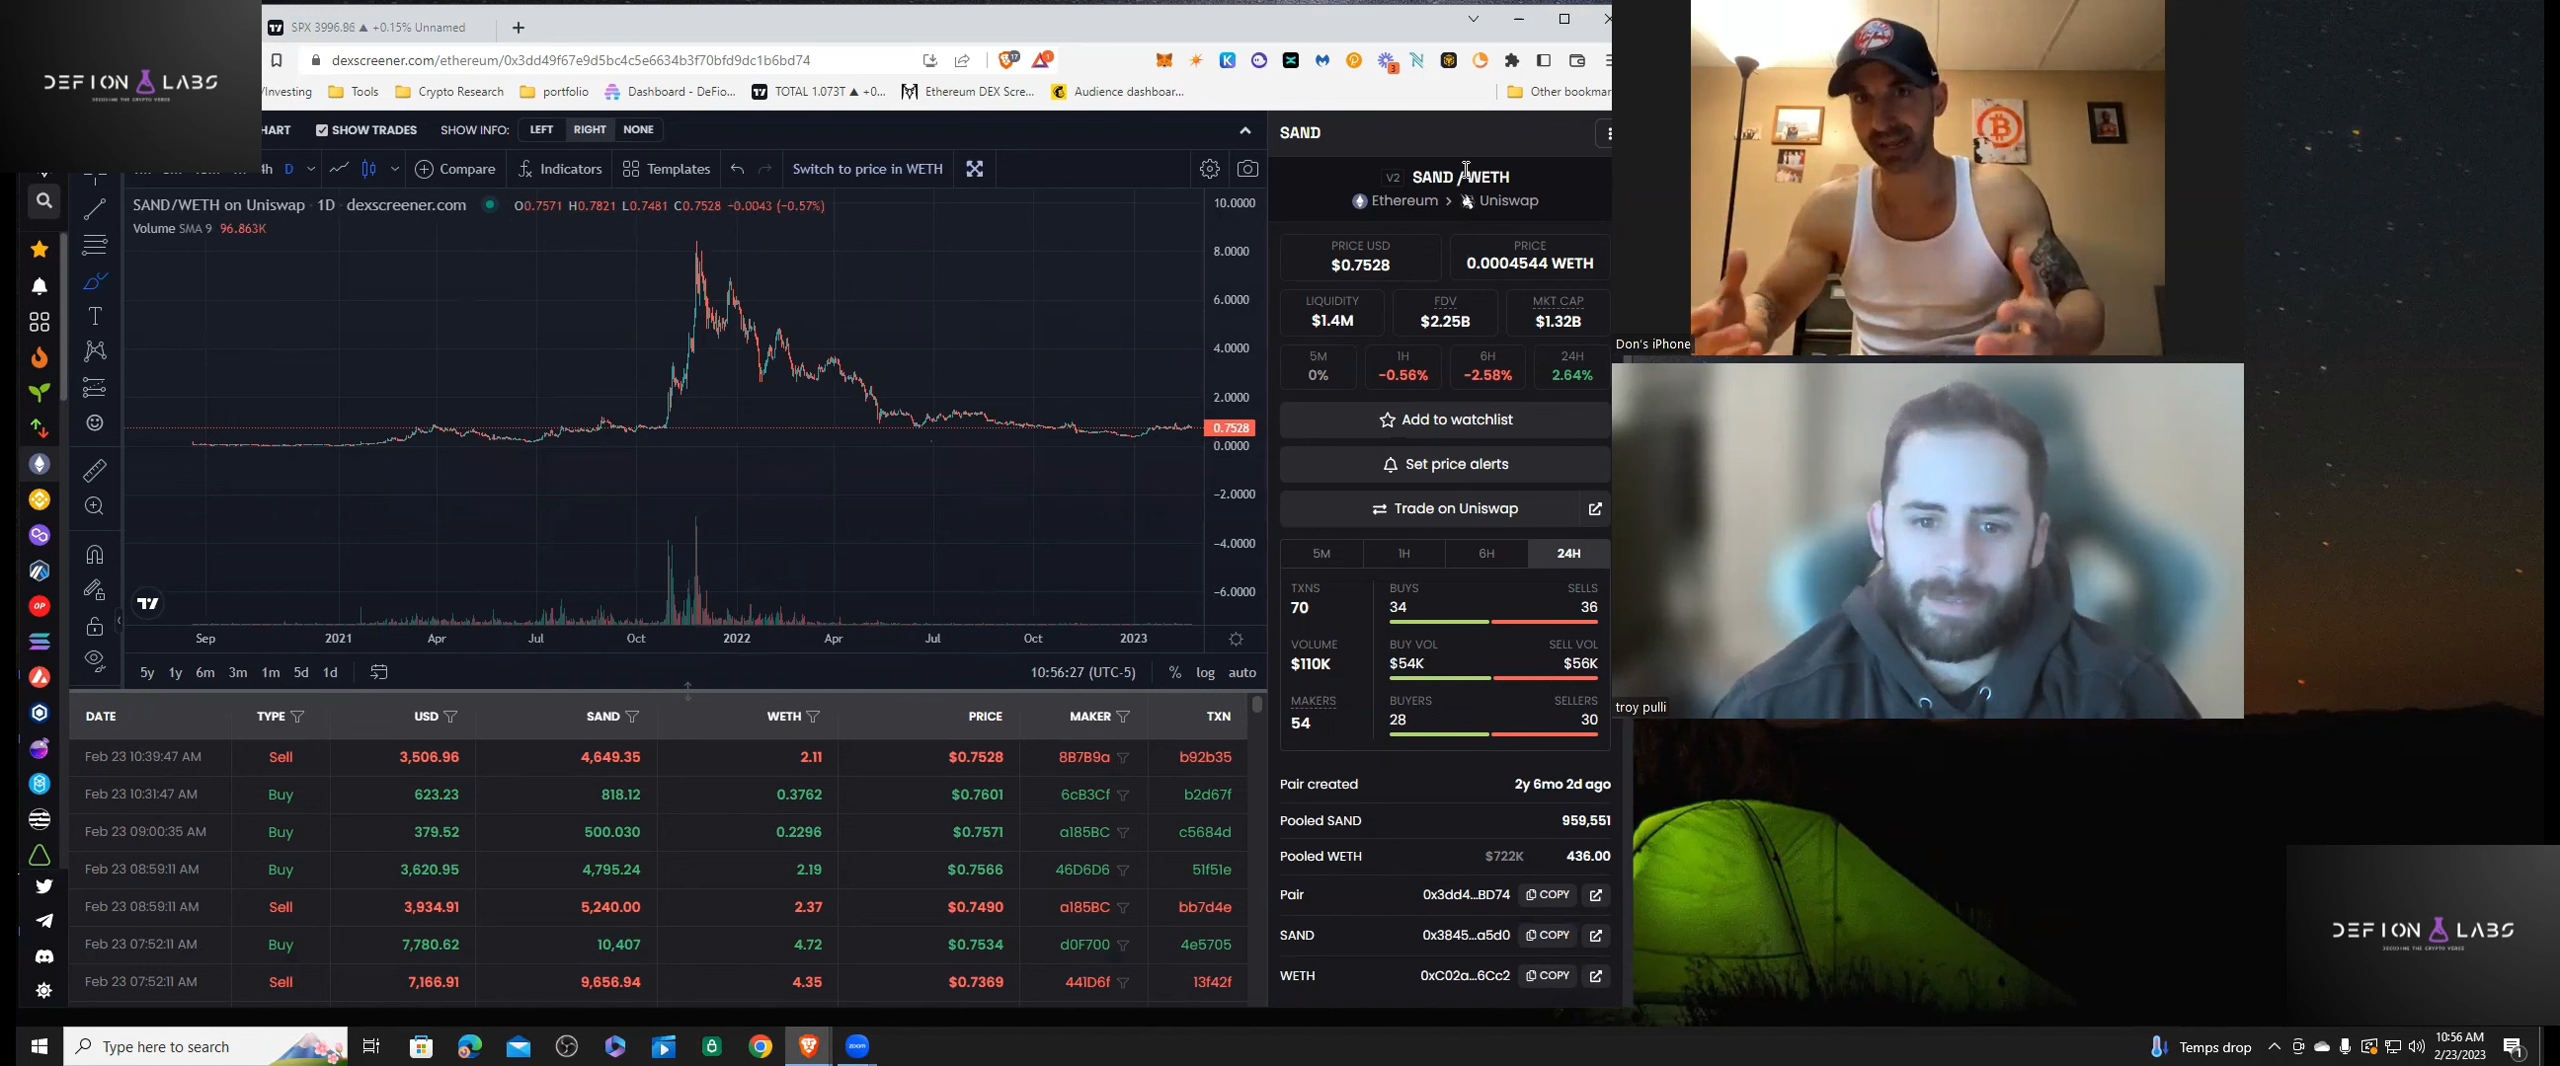 DEFION LABS
DECODING THE CRYPTO VERSE
SPX 3996.86 ▲ +0.15% Unnamed
dexscreener.com/ethereum/0x3dd49f67e9d5bc4c5e6634b3f70bfd9dc1b6bd74
/Investing Tools Crypto Research portfolio Dashboard - DeFio... TOTAL 1.073T ▲ +0... Ethereum DEX Scre... Audience dashboar... Other bookmar
HART SHOW TRADES SHOW INFO: LEFT RIGHT NONE
4h D Compare Indicators Templates Switch to price in WETH
SAND/WETH on Uniswap · 1D · dexscreener.com O0.7571 H0.7821 L0.7481 C0.7528 -0.0043 (-0.57%)
Volume SMA 9 96.863K
10.0000
8.0000
6.0000
4.0000
2.0000
0.7528
0.0000
-2.0000
-4.0000
-6.0000
Sep 2021 Apr Jul Oct 2022 Apr Jul Oct 2023
5y 1y 6m 3m 1m 5d 1d 10:56:27 (UTC-5) % log auto
DATE TYPE USD SAND WETH PRICE MAKER TXN
Feb 23 10:39:47 AM Sell 3,506.96 4,649.35 2.11 $0.7528 8B7B9a b92b35
Feb 23 10:31:47 AM Buy 623.23 818.12 0.3762 $0.7601 6cB3Cf b2d67f
Feb 23 09:00:35 AM Buy 379.52 500.030 0.2296 $0.7571 a185BC c5684d
Feb 23 08:59:11 AM Buy 3,620.95 4,795.24 2.19 $0.7566 46D6D6 51f51e
Feb 23 08:59:11 AM Sell 3,934.91 5,240.00 2.37 $0.7490 a185BC bb7d4e
Feb 23 07:52:11 AM Buy 7,780.62 10,407 4.72 $0.7534 d0F700 4e5705
Feb 23 07:52:11 AM Sell 7,166.91 9,656.94 4.35 $0.7369 441D6f 13f42f
SAND
V2 SAND / WETH
Ethereum > Uniswap
PRICE USD PRICE
$0.7528 0.0004544 WETH
LIQUIDITY FDV MKT CAP
$1.4M $2.25B $1.32B
5M 1H 6H 24H
0% -0.56% -2.58% 2.64%
Add to watchlist
Set price alerts
Trade on Uniswap
5M 1H 6H 24H
TXNS BUYS SELLS
70 34 36
VOLUME BUY VOL SELL VOL
$110K $54K $56K
MAKERS BUYERS SELLERS
54 28 30
Pair created 2y 6mo 2d ago
Pooled SAND 959,551
Pooled WETH $722K 436.00
Pair 0x3dd4...BD74 COPY
SAND 0x3845...a5d0 COPY
WETH 0xC02a...6Cc2 COPY
Don's iPhone
troy pulli
DEFION LABS
DECODING THE CRYPTO VERSE
Type here to search
zoom
Temps drop
10:56 AM
2/23/2023